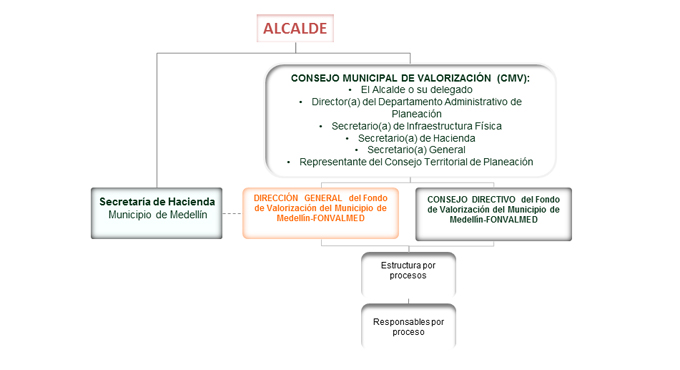 ALCALDE
CONSEJO MUNICIPAL DE VALORIZACIÓN (CMV):
• El Alcalde o su delegado
• Director(a) del Departamento Administrativo de
Planeación
• Secretario(a) de Infraestructura Física
• Secretario(a) de Hacienda
• Secretario(a) General
• Representante del Consejo Territorial de Planeación
Secretaría de Hacienda
Municipio de Medellín
DIRECCIÓN GENERAL del Fondo
de Valorización del Municipio de
Medellín-FONVALMED
CONSEJO DIRECTIVO del Fondo
de Valorización del Municipio de
Medellín-FONVALMED
Estructura por
procesos
Responsables por
proceso